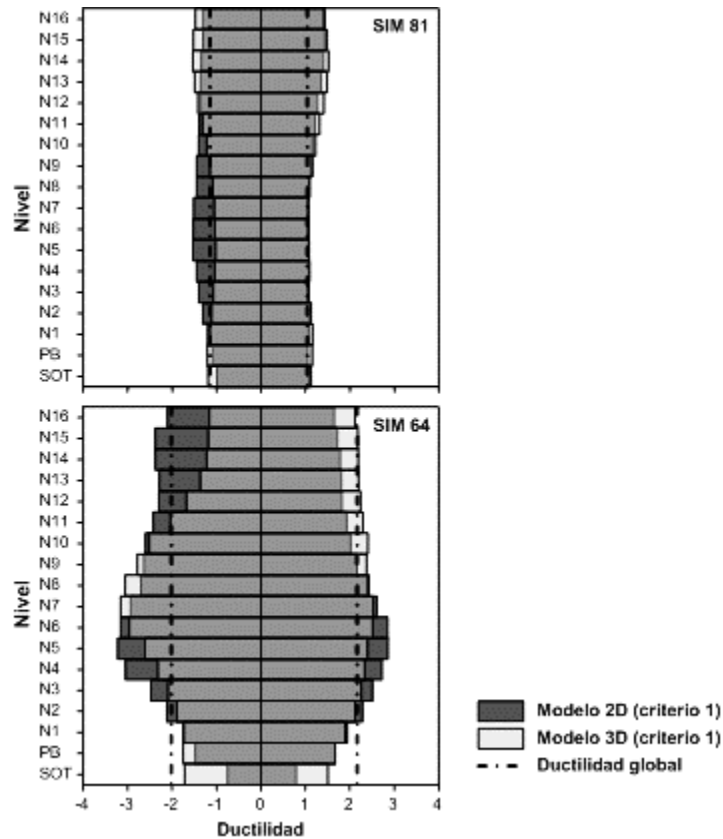 SIM 81
Nivel
N16
N15
N14
N13
N12
N11
N10
N9
N8
N7
N6
N5
N4
N3
N2
N1
PB
SOT
SIM 64
Nivel
N16
N15
N14
N13
N12
N11
N10
N9
N8
N7
N6
N5
N4
N3
N2
N1
PB
SOT
-4 -3 -2 -1 0 1 2 3 4
Ductilidad
Modelo 2D (criterio 1)
Modelo 3D (criterio 1)
Ductilidad global